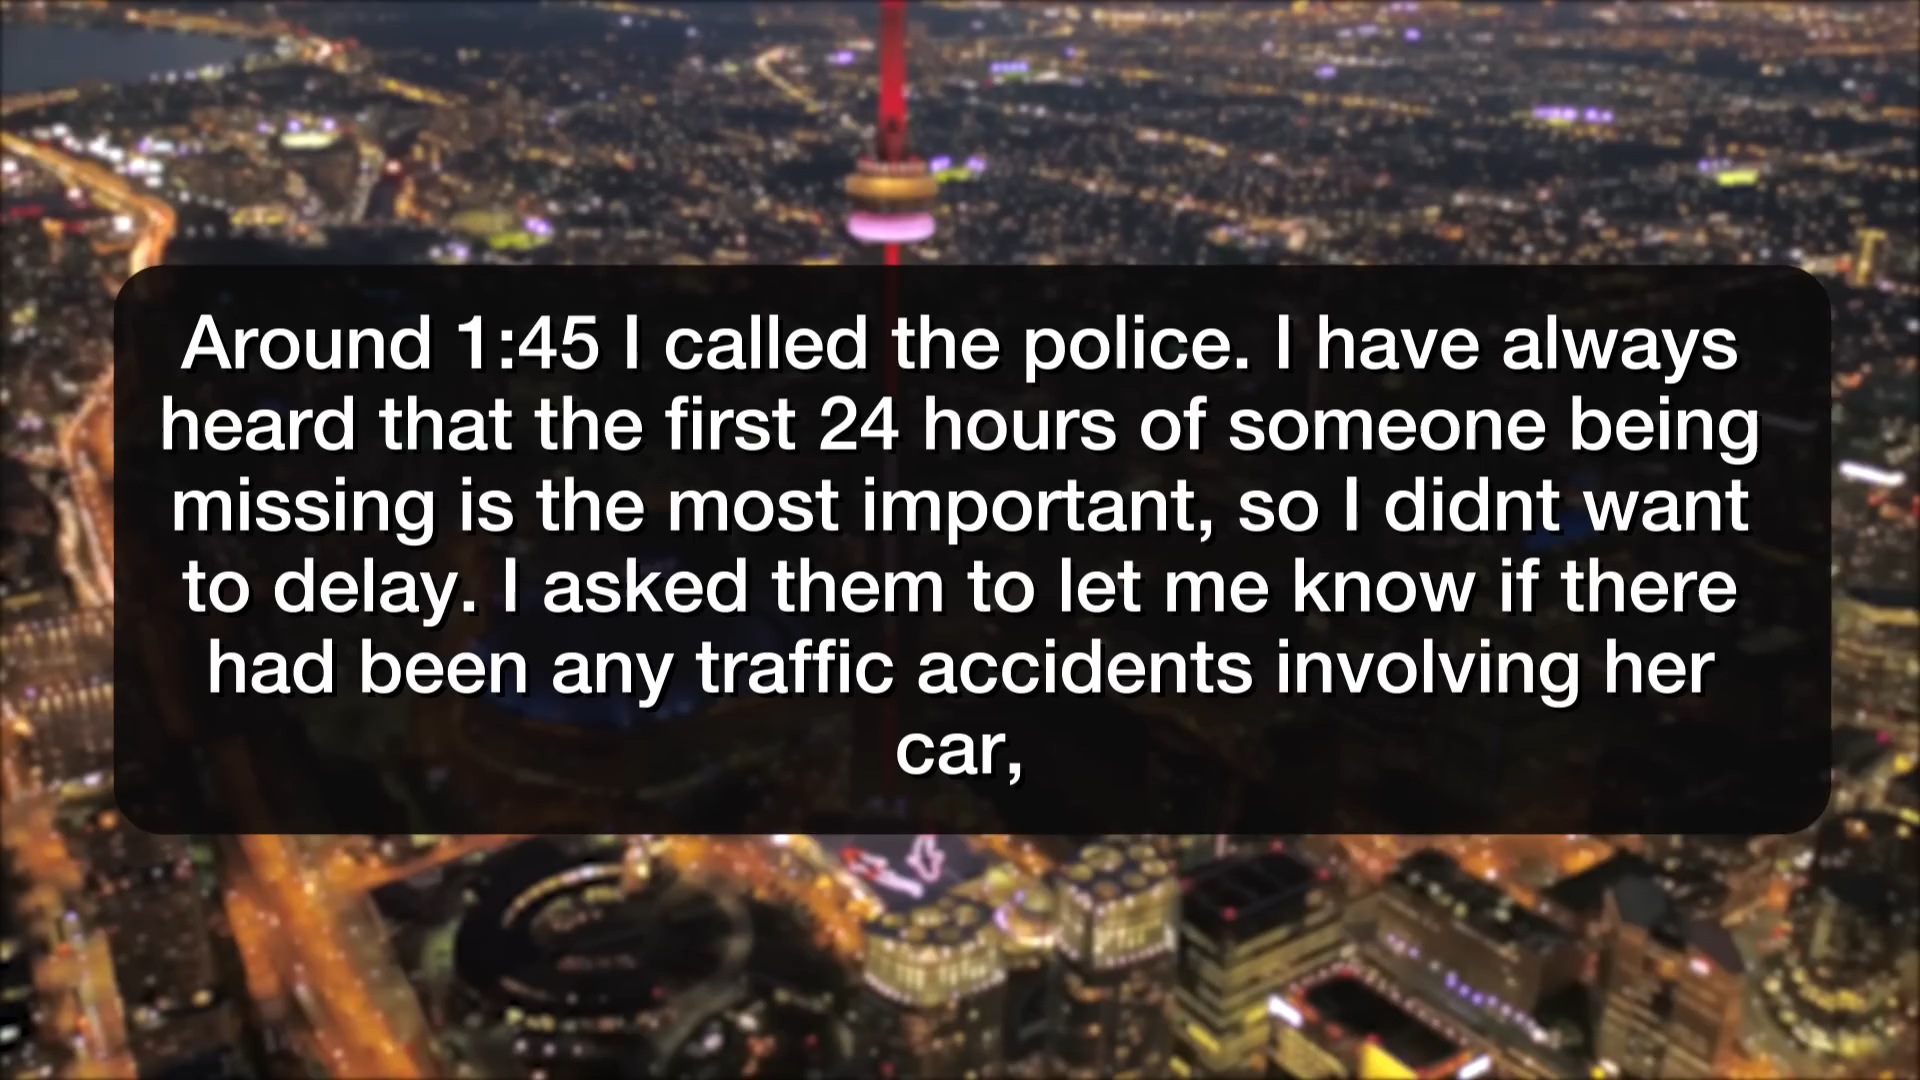 Around 1:45 I called the police. I have always
heard that the first 24 hours of someone being
missing is the most important, so I didnt want
to delay. I asked them to let me know if there
had been any traffic accidents involving her
car,